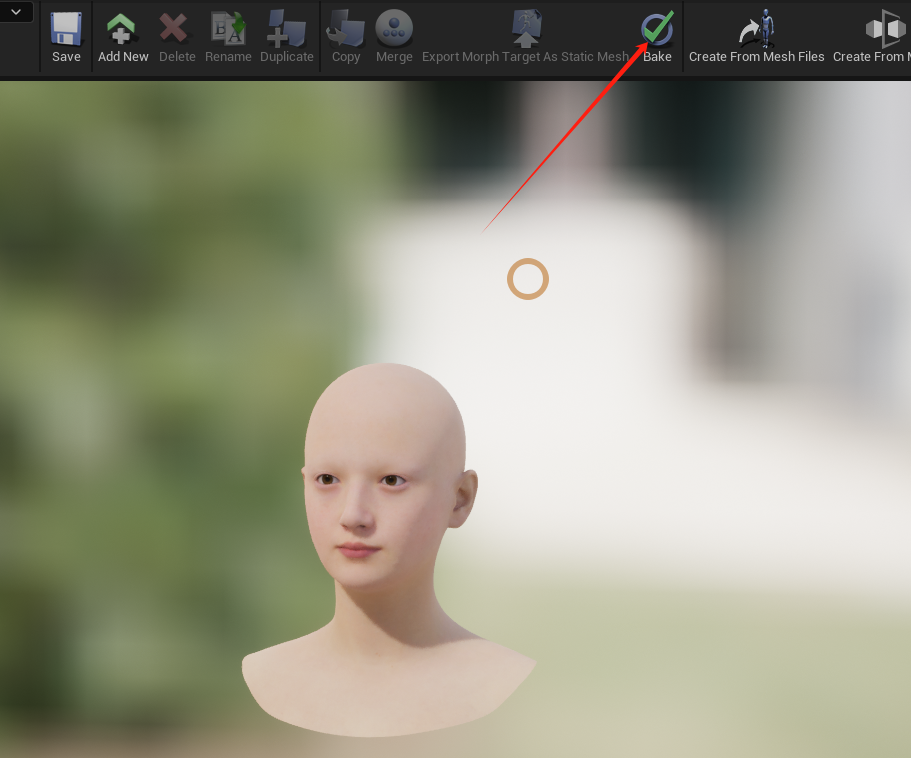 Save
Add New
Delete
Rename
Duplicate
Copy
Merge
Export Morph Target As Static Mesh
Bake
Create From Mesh Files
Create From M